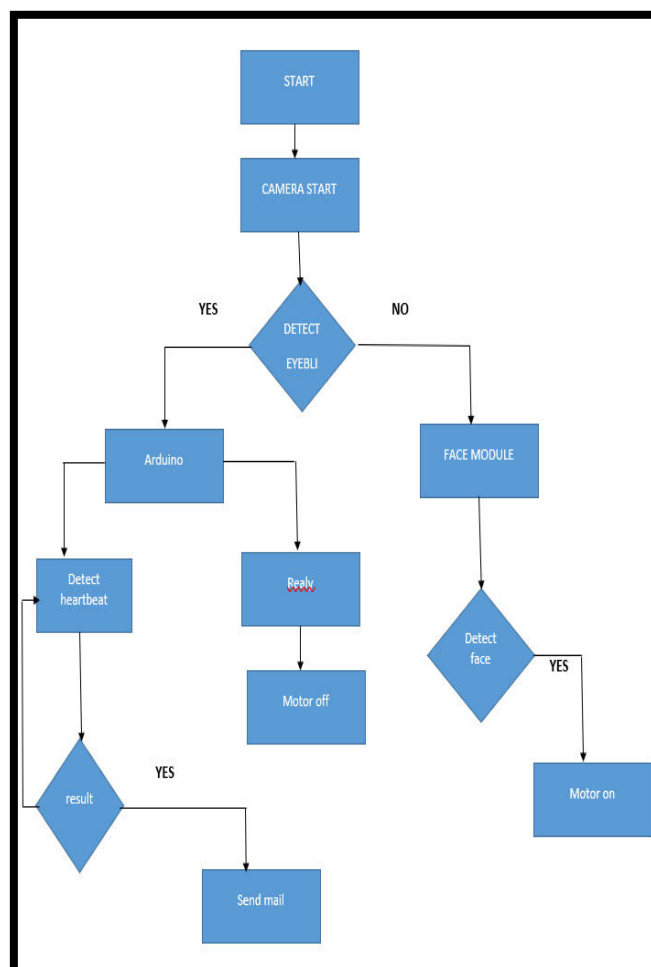 START
CAMERA START
YES
NO
DETECT
EYEBLI
Arduino
FACE MODULE
Detect
heartbeat
Realy
Detect
face
YES
Motor off
YES
result
Motor on
Send mail